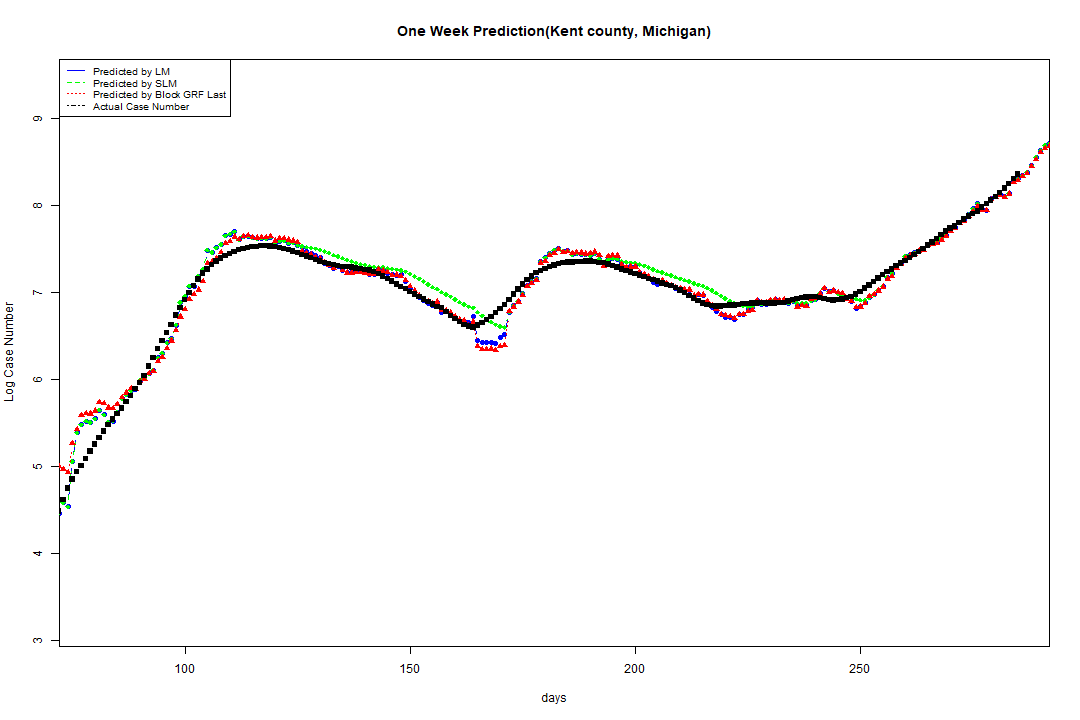 One Week Prediction(Kent county, Michigan)
Predicted by LM
Predicted by SLM
Predicted by Block GRF Last
Actual Case Number
9
8
7
6
5
4
3
Log Case Number
100
150
200
250
days